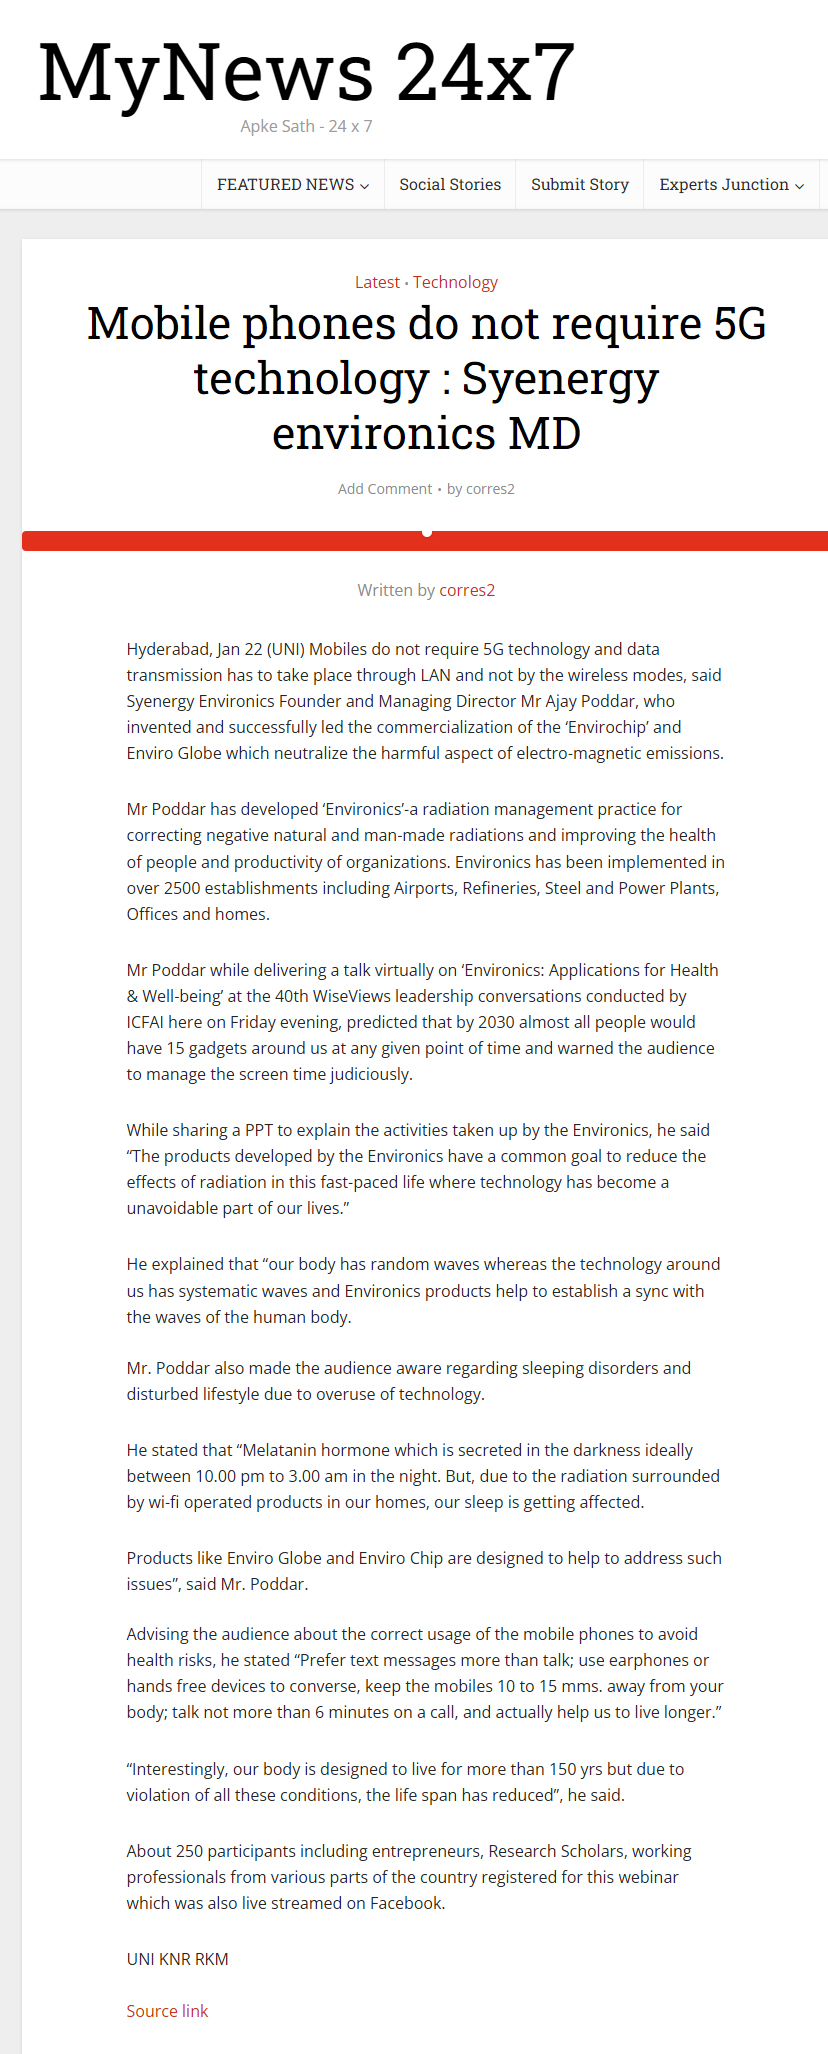 MyNews 24x7
Apke Sath - 24 x 7
FEATURED NEWS
Social Stories
Submit Story
Experts Junction
Latest • Technology
Mobile phones do not require 5G
technology : Syenergy
environics MD
Add Comment • by corres2
Written by corres2
Hyderabad, Jan 22 (UNI) Mobiles do not require 5G technology and data
transmission has to take place through LAN and not by the wireless modes, said
Syenergy Environics Founder and Managing Director Mr Ajay Poddar, who
invented and successfully led the commercialization of the ‘Envirochip’ and
Enviro Globe which neutralize the harmful aspect of electro-magnetic emissions.
Mr Poddar has developed ‘Environics’-a radiation management practice for
correcting negative natural and man-made radiations and improving the health
of people and productivity of organizations. Environics has been implemented in
over 2500 establishments including Airports, Refineries, Steel and Power Plants,
Offices and homes.
Mr Poddar while delivering a talk virtually on ‘Environics: Applications for Health
& Well-being’ at the 40th WiseViews leadership conversations conducted by
ICFAI here on Friday evening, predicted that by 2030 almost all people would
have 15 gadgets around us at any given point of time and warned the audience
to manage the screen time judiciously.
While sharing a PPT to explain the activities taken up by the Environics, he said
“The products developed by the Environics have a common goal to reduce the
effects of radiation in this fast-paced life where technology has become a
unavoidable part of our lives.”
He explained that “our body has random waves whereas the technology around
us has systematic waves and Environics products help to establish a sync with
the waves of the human body.
Mr. Poddar also made the audience aware regarding sleeping disorders and
disturbed lifestyle due to overuse of technology.
He stated that “Melatanin hormone which is secreted in the darkness ideally
between 10.00 pm to 3.00 am in the night. But, due to the radiation surrounded
by wi-fi operated products in our homes, our sleep is getting affected.
Products like Enviro Globe and Enviro Chip are designed to help to address such
issues”, said Mr. Poddar.
Advising the audience about the correct usage of the mobile phones to avoid
health risks, he stated “Prefer text messages more than talk; use earphones or
hands free devices to converse, keep the mobiles 10 to 15 mms. away from your
body; talk not more than 6 minutes on a call, and actually help us to live longer.”
“Interestingly, our body is designed to live for more than 150 yrs but due to
violation of all these conditions, the life span has reduced”, he said.
About 250 participants including entrepreneurs, Research Scholars, working
professionals from various parts of the country registered for this webinar
which was also live streamed on Facebook.
UNI KNR RKM
Source link